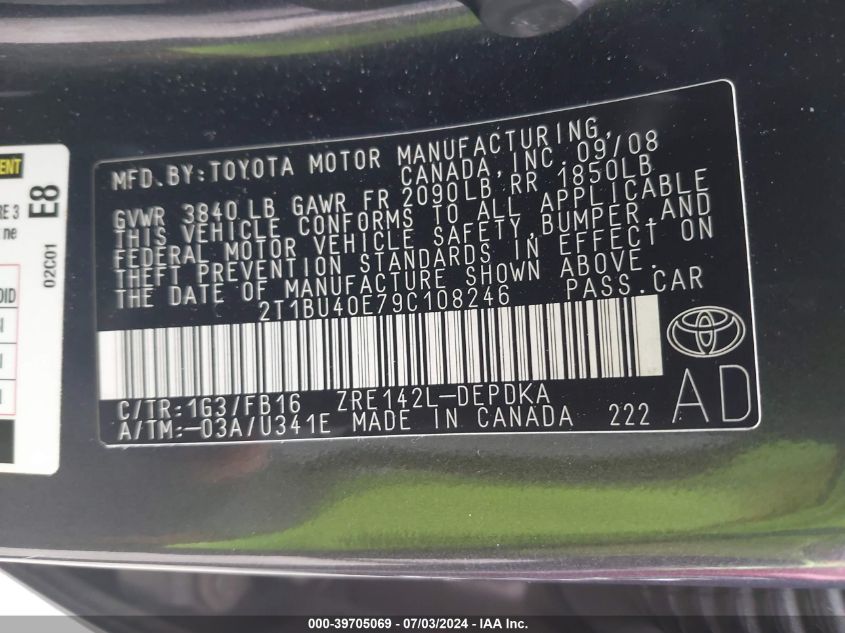 MFD.BY:TOYOTA MOTOR MANUFACTURING,
CANADA,INC. 09/08
GVWR 3840 LB GAWR FR 2090LB RR 1850LB
THIS VEHICLE CONFORMS TO ALL APPLICABLE
FEDERAL MOTOR VEHICLE SAFETY,BUMPER,AND
THEFT PREVENTION STANDARDS IN EFFECT ON
THE DATE OF MANUFACTURE SHOWN ABOVE.
2T1BU40E79C108246 PASS.CAR
C/TR:1G3/FB16 ZRE142L-DEPDKA
A/TM:-03A/U341E MADE IN CANADA 222
AD
E8
02C01
RE 3
ne
000-39705069 - 07/03/2024 - IAA Inc.